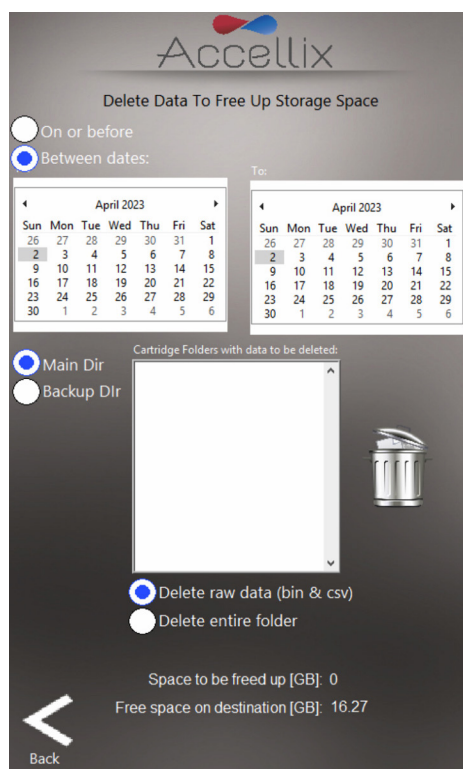 Accellix
Delete Data To Free Up Storage Space
On or before
Between dates:
To:
April 2023
Sun Mon Tue Wed Thu Fri Sat
26 27 28 29 30 31 1
2 3 4 5 6 7 8
9 10 11 12 13 14 15
16 17 18 19 20 21 22
23 24 25 26 27 28 29
30 1 2 3 4 5 6
April 2023
Sun Mon Tue Wed Thu Fri Sat
26 27 28 29 30 31 1
2 3 4 5 6 7 8
9 10 11 12 13 14 15
16 17 18 19 20 21 22
23 24 25 26 27 28 29
30 1 2 3 4 5 6
Main Dir
Backup DIr
Cartridge Folders with data to be deleted:
Delete raw data (bin & csv)
Delete entire folder
Space to be freed up [GB]: 0
Free space on destination [GB]: 16.27
Back